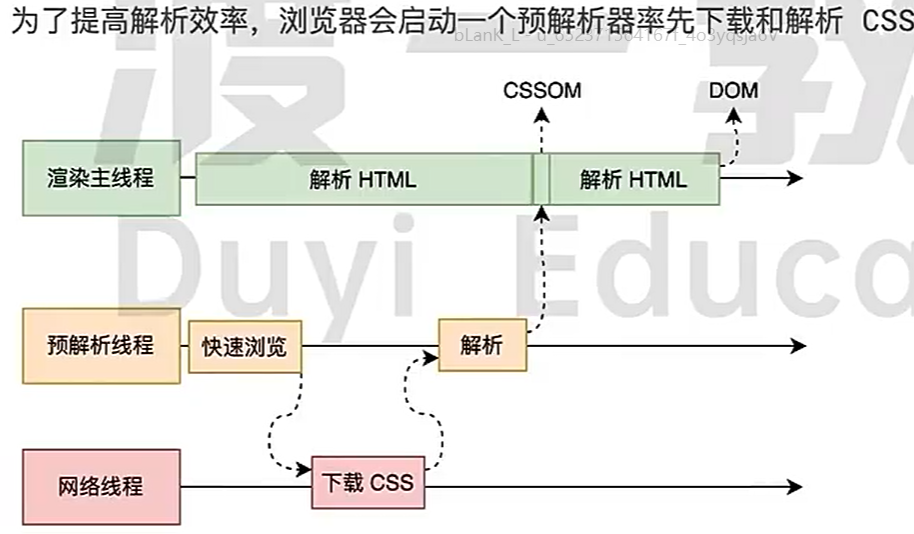 为了提高解析效率，浏览器会启动一个预解析器率先下载和解析 CSS
CSSOM
DOM
渲染主线程
解析 HTML
解析 HTML
Duyi Educa
预解析线程
快速浏览
解析
网络线程
下载 CSS